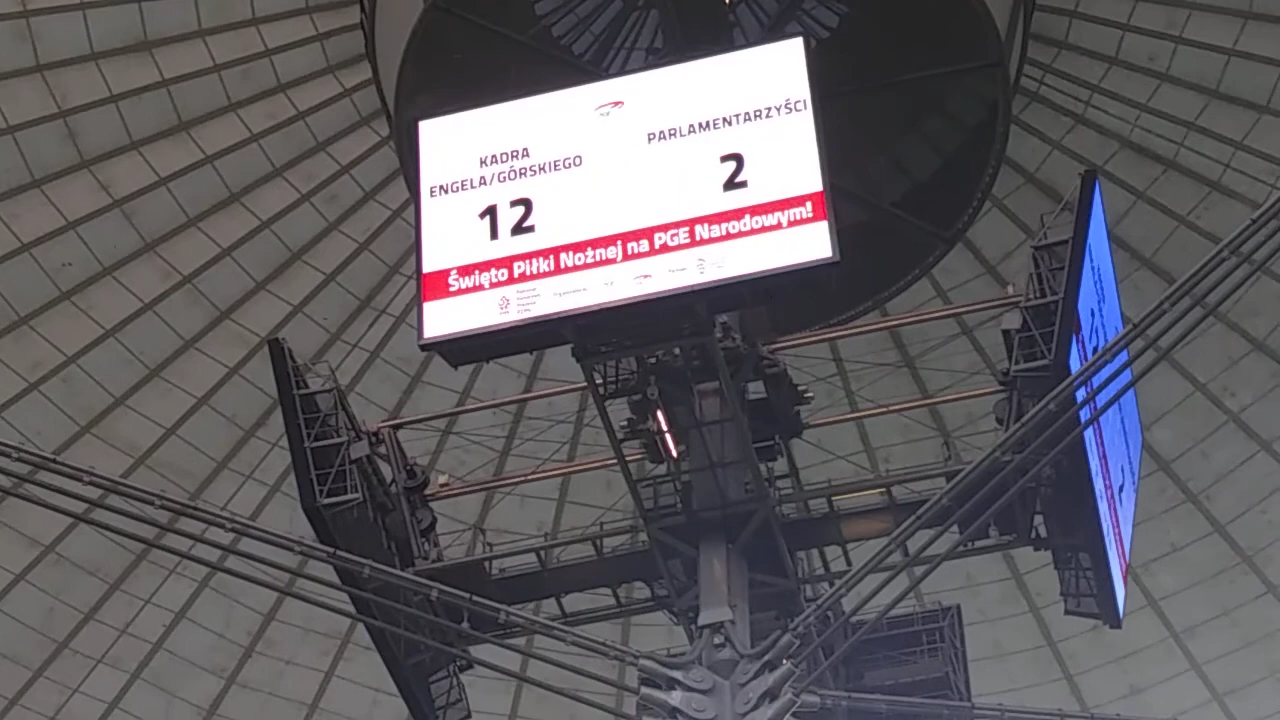 KADRA
ENGELA/GÓRSKIEGO
12
PARLAMENTARZYŚCI
2
Święto Piłki Nożnej na PGE Narodowym!